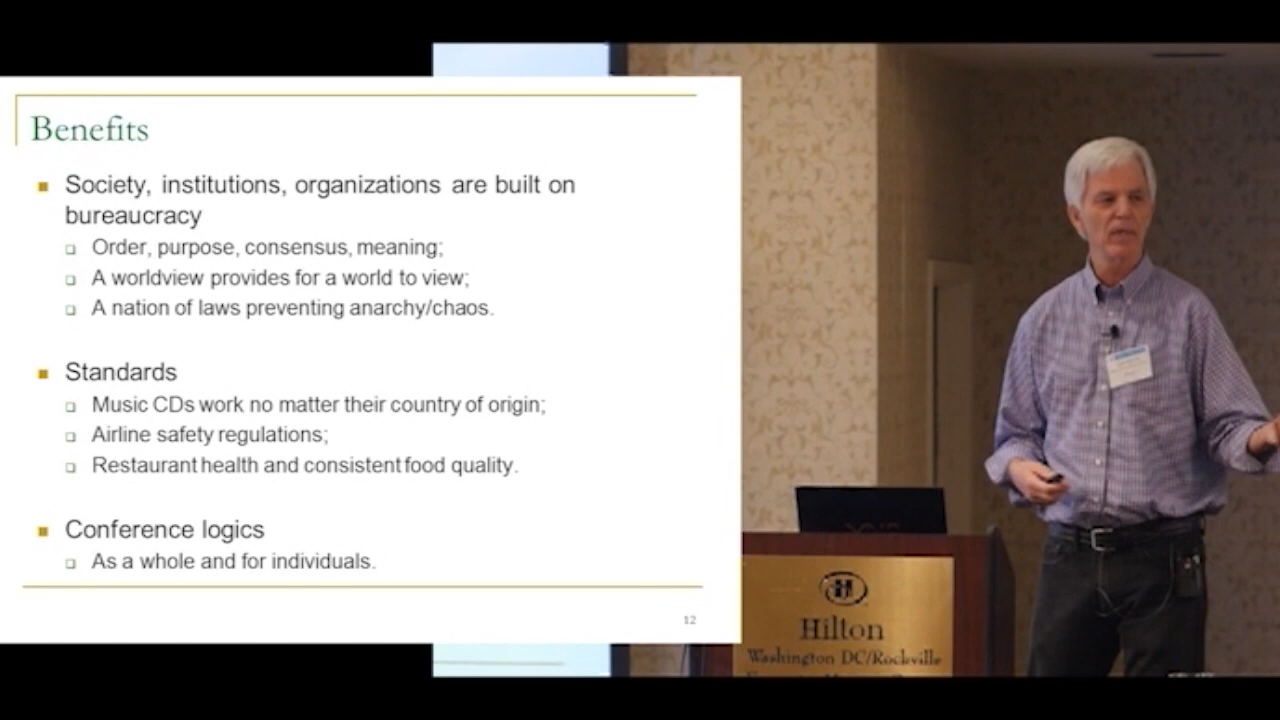 Benefits
Society, institutions, organizations are built on
bureaucracy
Order, purpose, consensus, meaning;
A worldview provides for a world to view;
A nation of laws preventing anarchy/chaos.
Standards
Music CDs work no matter their country of origin;
Airline safety regulations;
Restaurant health and consistent food quality.
Conference logics
As a whole and for individuals.
12
Hilton
Washington DC/Rockville